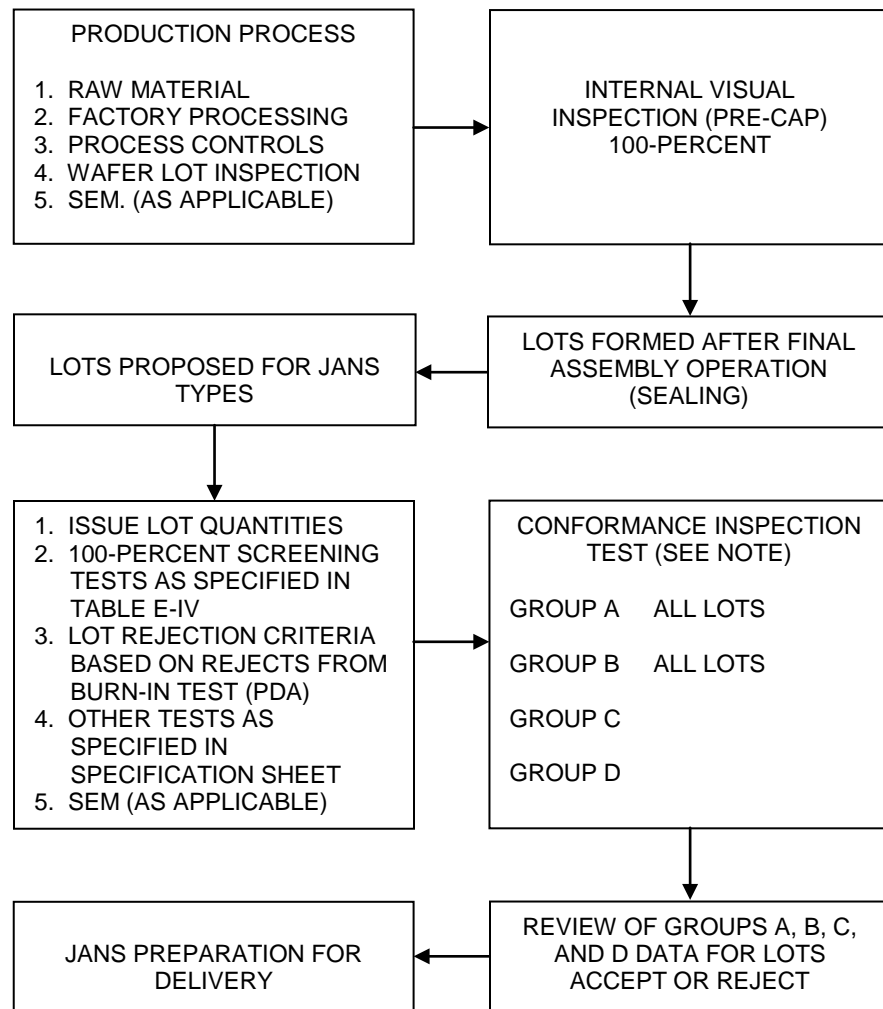 PRODUCTION PROCESS
1. RAW MATERIAL
2. FACTORY PROCESSING
3. PROCESS CONTROLS
4. WAFER LOT INSPECTION
5. SEM. (AS APPLICABLE)
INTERNAL VISUAL
INSPECTION (PRE-CAP)
100-PERCENT
LOTS FORMED AFTER FINAL
ASSEMBLY OPERATION
(SEALING)
LOTS PROPOSED FOR JANS
TYPES
1. ISSUE LOT QUANTITIES
2. 100-PERCENT SCREENING
TESTS AS SPECIFIED IN
TABLE E-IV
3. LOT REJECTION CRITERIA
BASED ON REJECTS FROM
BURN-IN TEST (PDA)
4. OTHER TESTS AS
SPECIFIED IN
SPECIFICATION SHEET
5. SEM (AS APPLICABLE)
CONFORMANCE INSPECTION
TEST (SEE NOTE)
GROUP A ALL LOTS
GROUP B ALL LOTS
GROUP C
GROUP D
REVIEW OF GROUPS A, B, C,
AND D DATA FOR LOTS
ACCEPT OR REJECT
JANS PREPARATION FOR
DELIVERY